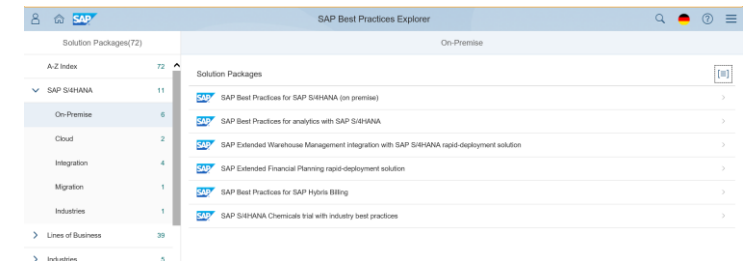 SAP SAP Best Practices Explorer
Solution Packages(72) On-Premise
A-Z Index 72
Solution Packages
SAP S/4HANA 11
SAP SAP Best Practices for SAP S/4HANA (on premise)
On-Premise 6
SAP SAP Best Practices for analytics with SAP S/4HANA
Cloud 2
SAP SAP Extended Warehouse Management integration with SAP S/4HANA rapid-deployment solution
Integration 4
SAP SAP Extended Financial Planning rapid-deployment solution
Migration 1
SAP SAP Best Practices for SAP Hybris Billing
Industries 1
SAP SAP S/4HANA Chemicals trial with industry best practices
Lines of Business 39
Industries 5